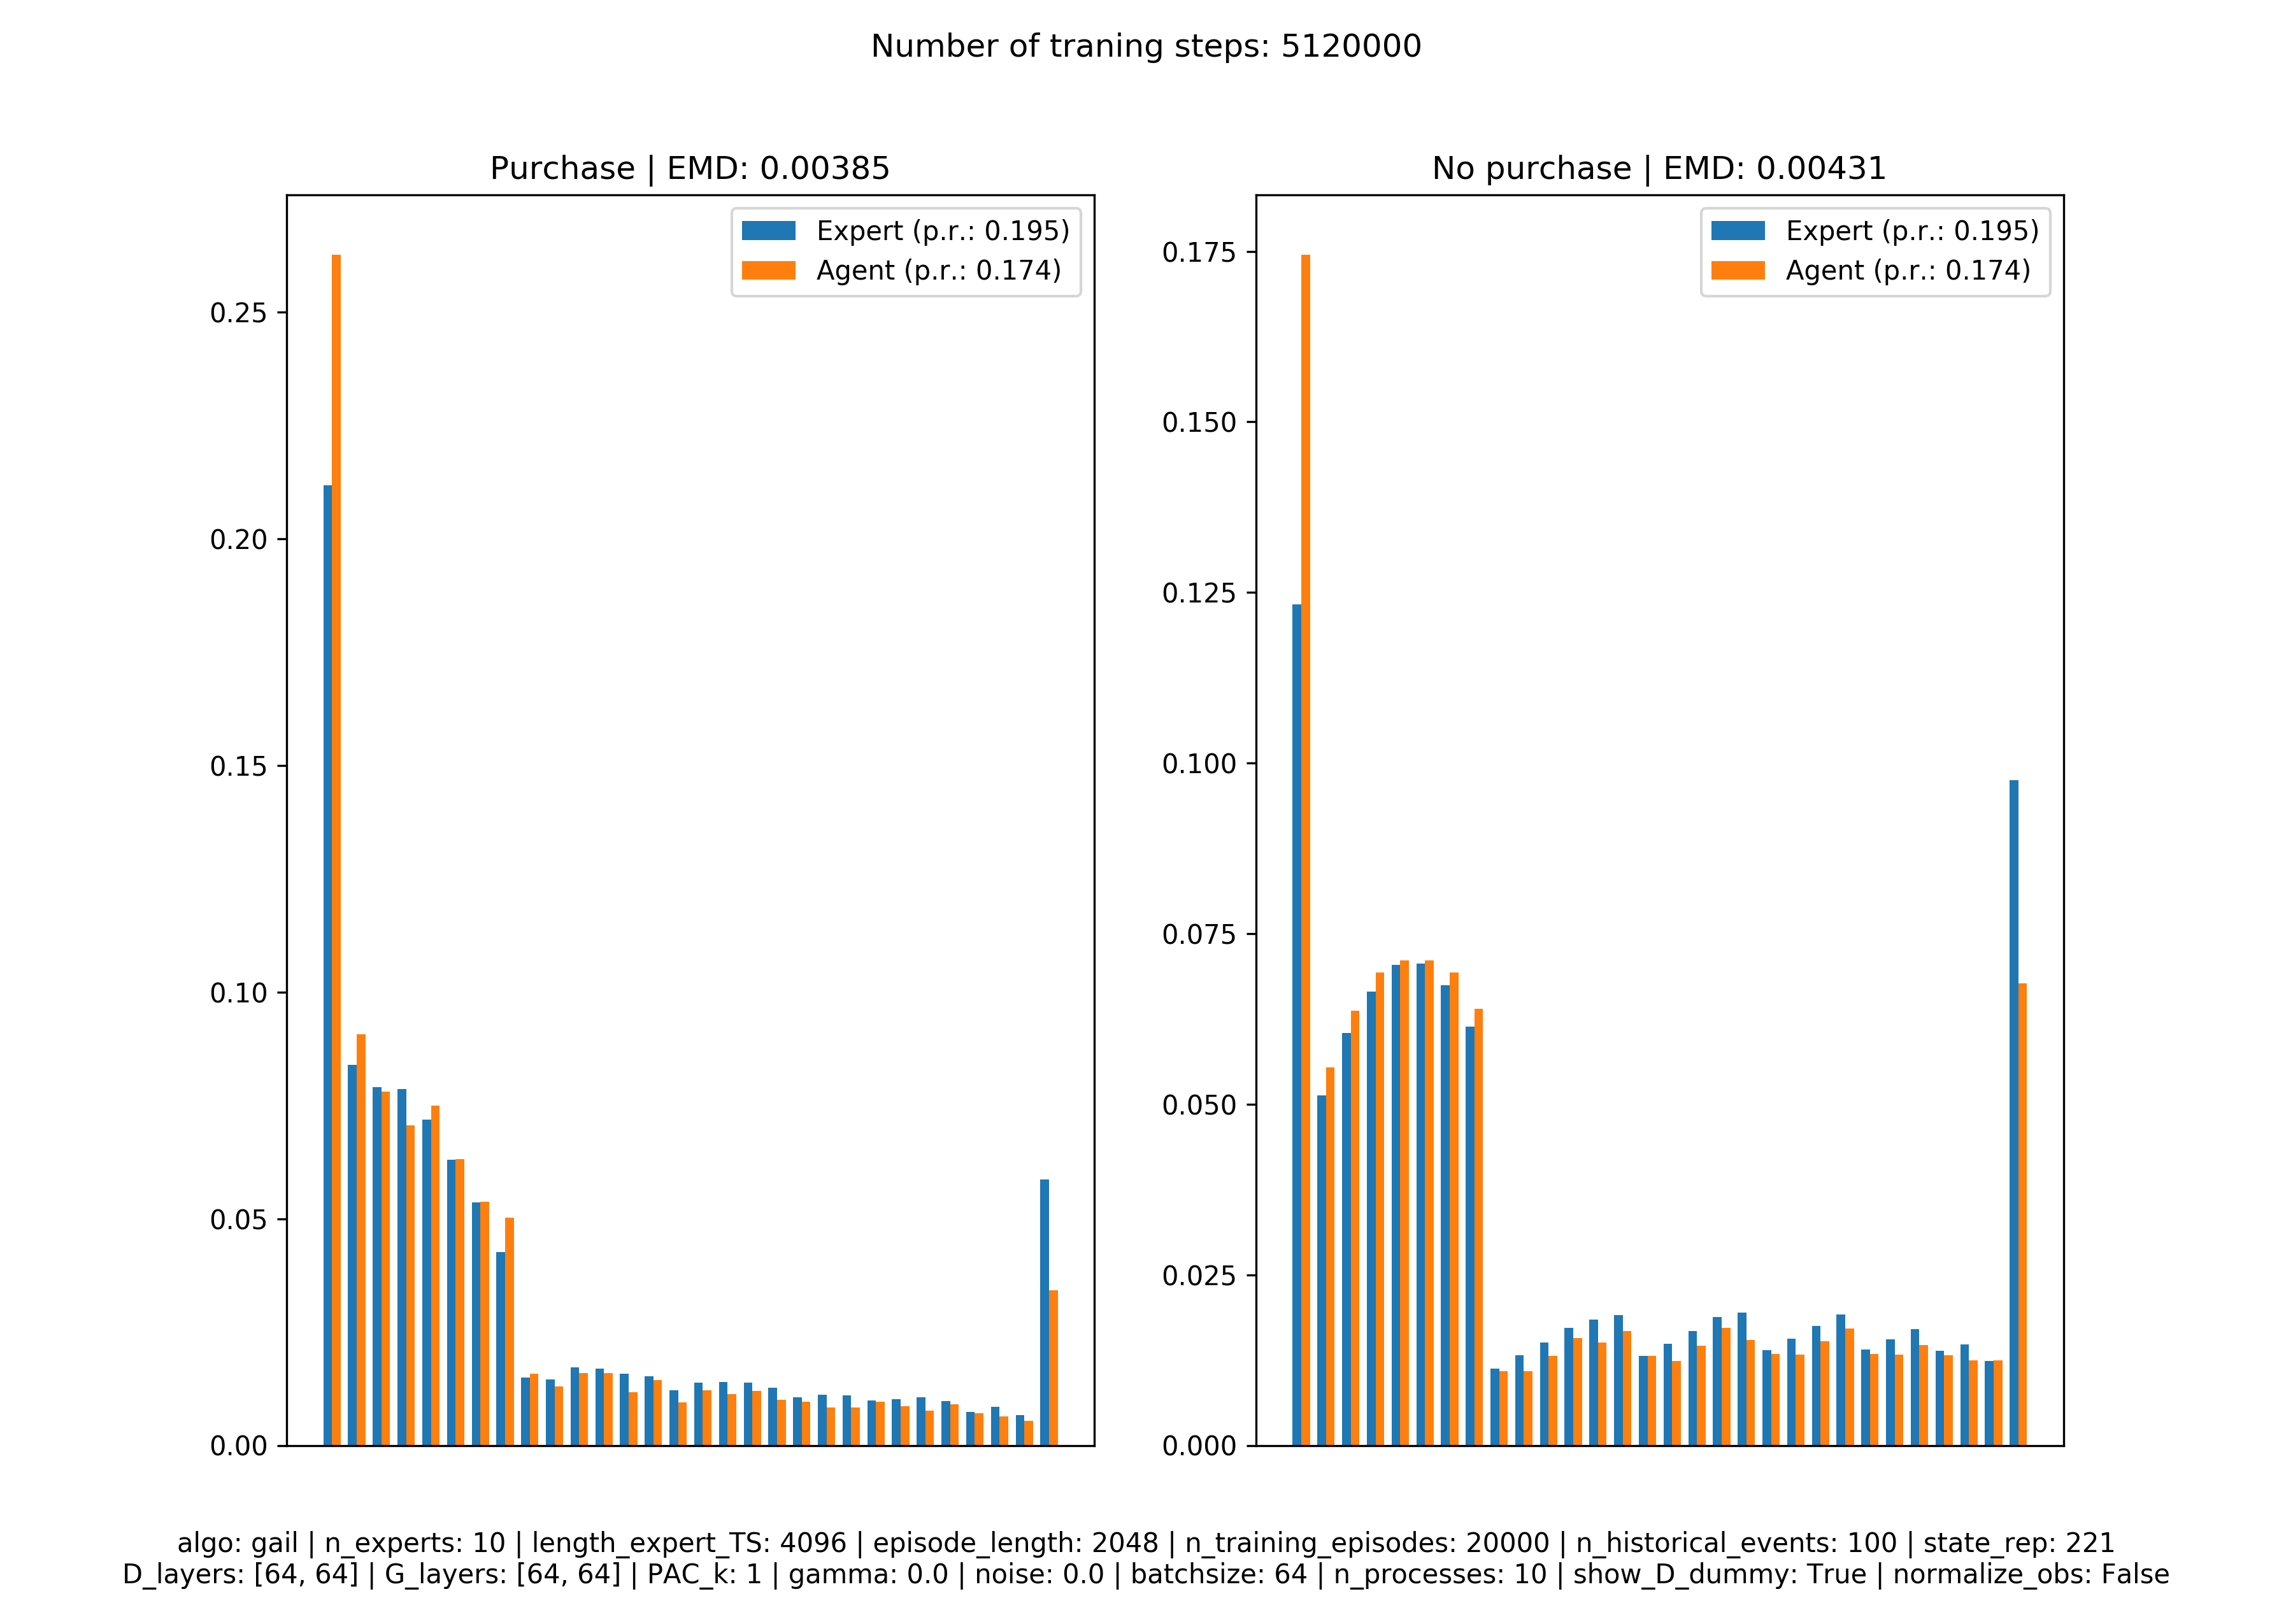 Number of traning steps: 5120000
Purchase | EMD: 0.00385
Expert (p.r.: 0.195)
Agent (p.r.: 0.174)
0.25
0.20
0.15
0.10
0.05
0.00
No purchase | EMD: 0.00431
Expert (p.r.: 0.195)
Agent (p.r.: 0.174)
0.175
0.150
0.125
0.100
0.075
0.050
0.025
0.000
algo: gail | n_experts: 10 | length_expert_TS: 4096 | episode_length: 2048 | n_training_episodes: 20000 | n_historical_events: 100 | state_rep: 221
D_layers: [64, 64] | G_layers: [64, 64] | PAC_k: 1 | gamma: 0.0 | noise: 0.0 | batchsize: 64 | n_processes: 10 | show_D_dummy: True | normalize_obs: False